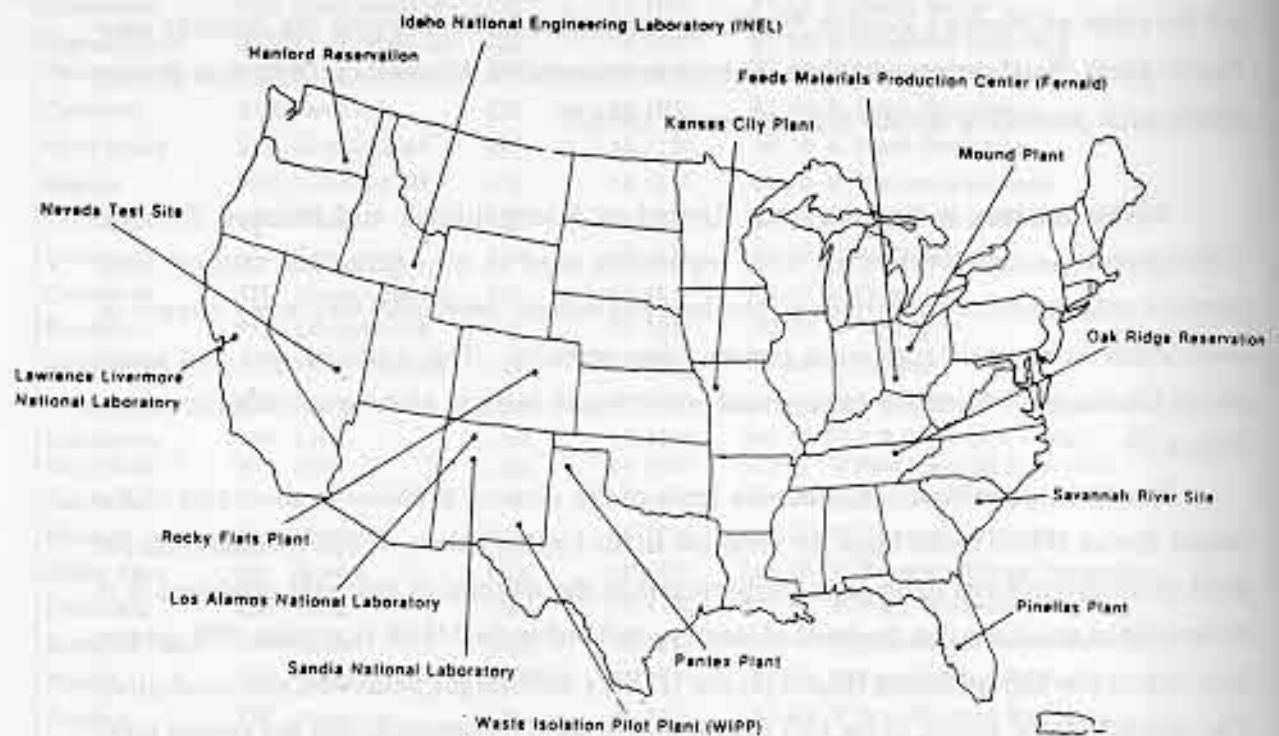 Idaho National Engineering Laboratory (INEL)
Hanford Reservation
Feeds Materials Production Center (Fernald)
Kansas City Plant
Mound Plant
Nevada Test Site
Oak Ridge Reservation
Lawrence Livermore
National Laboratory
Savannah River Site
Rocky Flats Plant
Los Alamos National Laboratory
Pinellas Plant
Sandia National Laboratory
Pantex Plant
Waste Isolation Pilot Plant (WIPP)